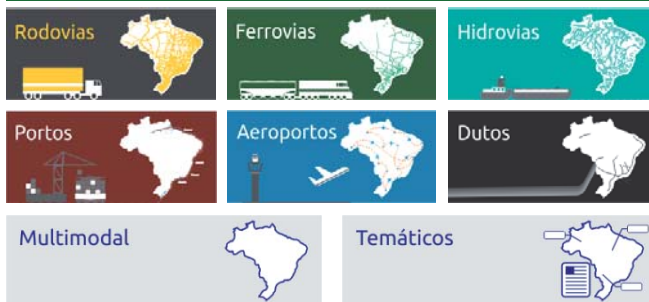 Rodovias
Ferrovias
Hidrovias
Portos
Aeroportos
Dutos
Multimodal
Temáticos